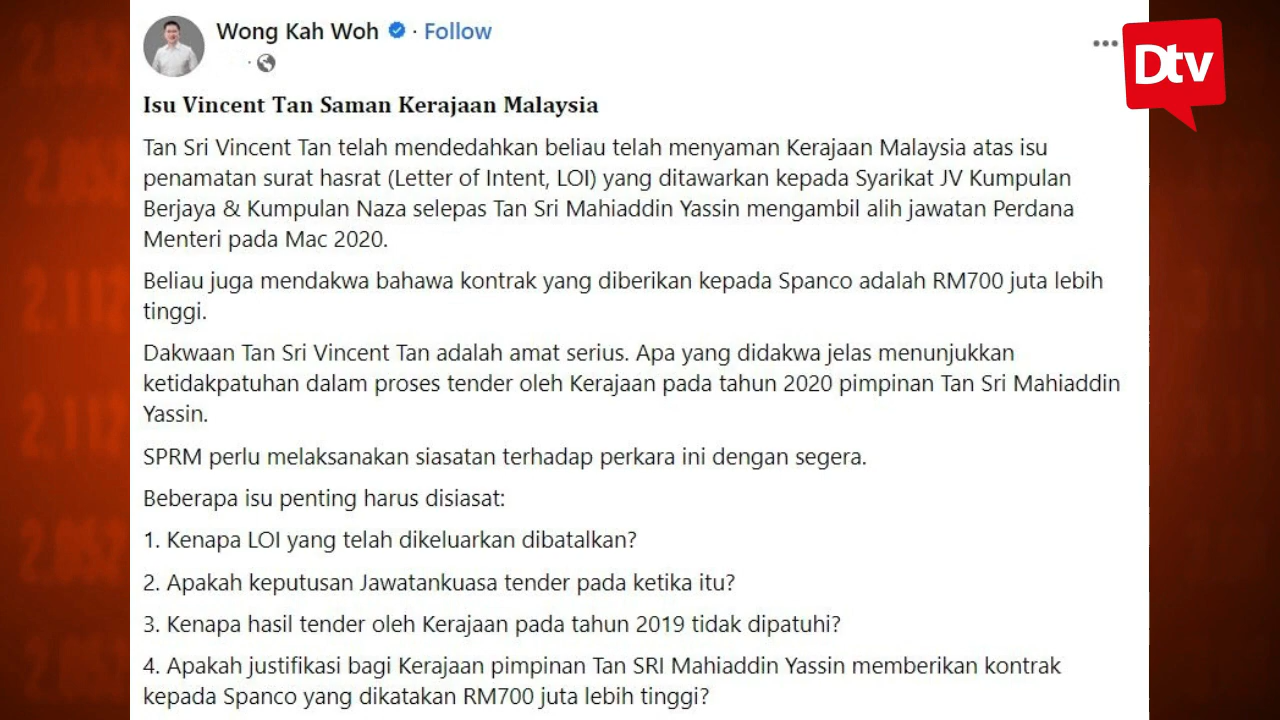 Wong Kah Woh · Follow
Dtv
Isu Vincent Tan Saman Kerajaan Malaysia
Tan Sri Vincent Tan telah mendedahkan beliau telah menyaman Kerajaan Malaysia atas isu
penamatan surat hasrat (Letter of Intent, LOI) yang ditawarkan kepada Syarikat JV Kumpulan
Berjaya & Kumpulan Naza selepas Tan Sri Mahiaddin Yassin mengambil alih jawatan Perdana
Menteri pada Mac 2020.
Beliau juga mendakwa bahawa kontrak yang diberikan kepada Spanco adalah RM700 juta lebih
tinggi.
Dakwaan Tan Sri Vincent Tan adalah amat serius. Apa yang didakwa jelas menunjukkan
ketidakpatuhan dalam proses tender oleh Kerajaan pada tahun 2020 pimpinan Tan Sri Mahiaddin
Yassin.
SPRM perlu melaksanakan siasatan terhadap perkara ini dengan segera.
Beberapa isu penting harus disiasat:
1. Kenapa LOI yang telah dikeluarkan dibatalkan?
2. Apakah keputusan Jawatankuasa tender pada ketika itu?
3. Kenapa hasil tender oleh Kerajaan pada tahun 2019 tidak dipatuhi?
4. Apakah justifikasi bagi Kerajaan pimpinan Tan SRI Mahiaddin Yassin memberikan kontrak
kepada Spanco yang dikatakan RM700 juta lebih tinggi?